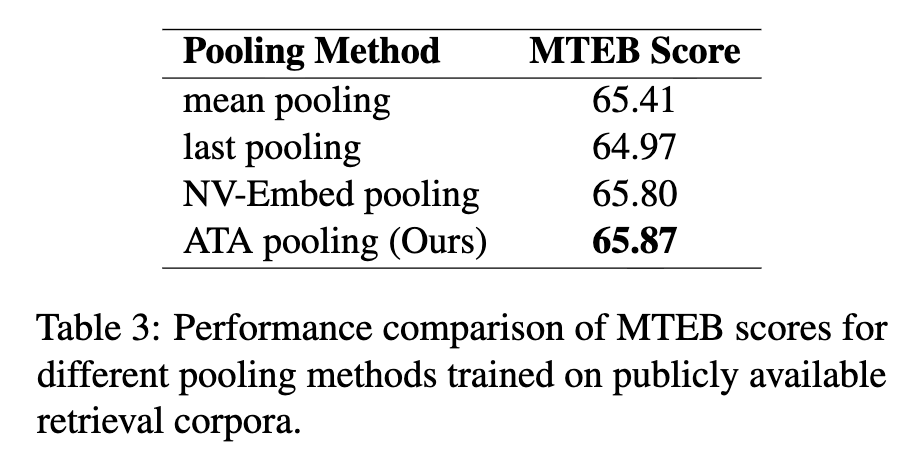 Pooling Method MTEB Score
mean pooling 65.41
last pooling 64.97
NV-Embed pooling 65.80
ATA pooling (Ours) 65.87
Table 3: Performance comparison of MTEB scores for
different pooling methods trained on publicly available
retrieval corpora.